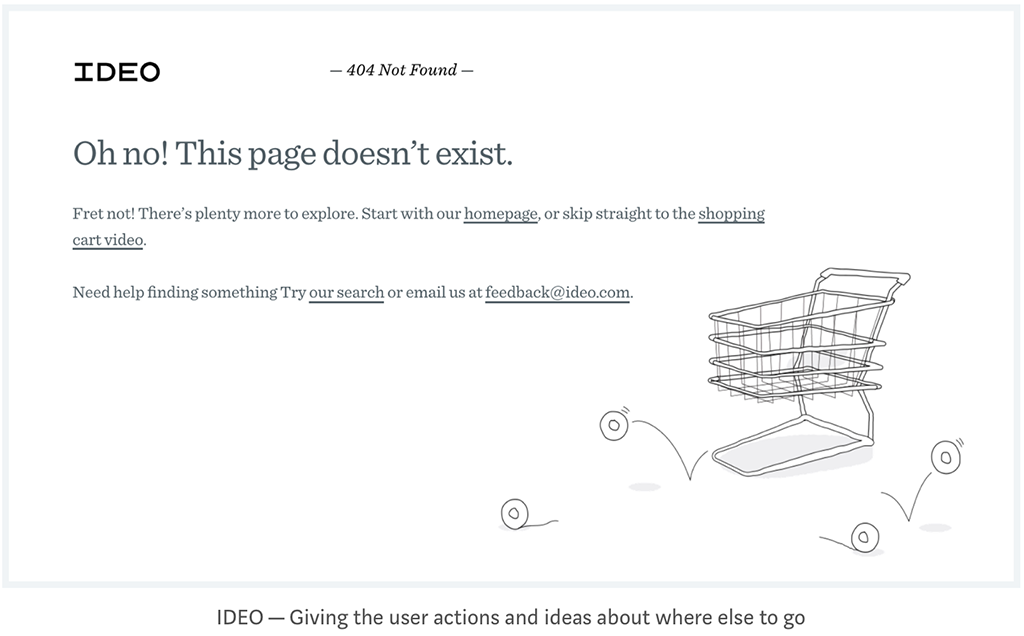 IDEO
— 404 Not Found —
Oh no! This page doesn’t exist.
Fret not! There’s plenty more to explore. Start with our homepage, or skip straight to the shopping
cart video.
Need help finding something Try our search or email us at feedback@ideo.com.
IDEO — Giving the user actions and ideas about where else to go